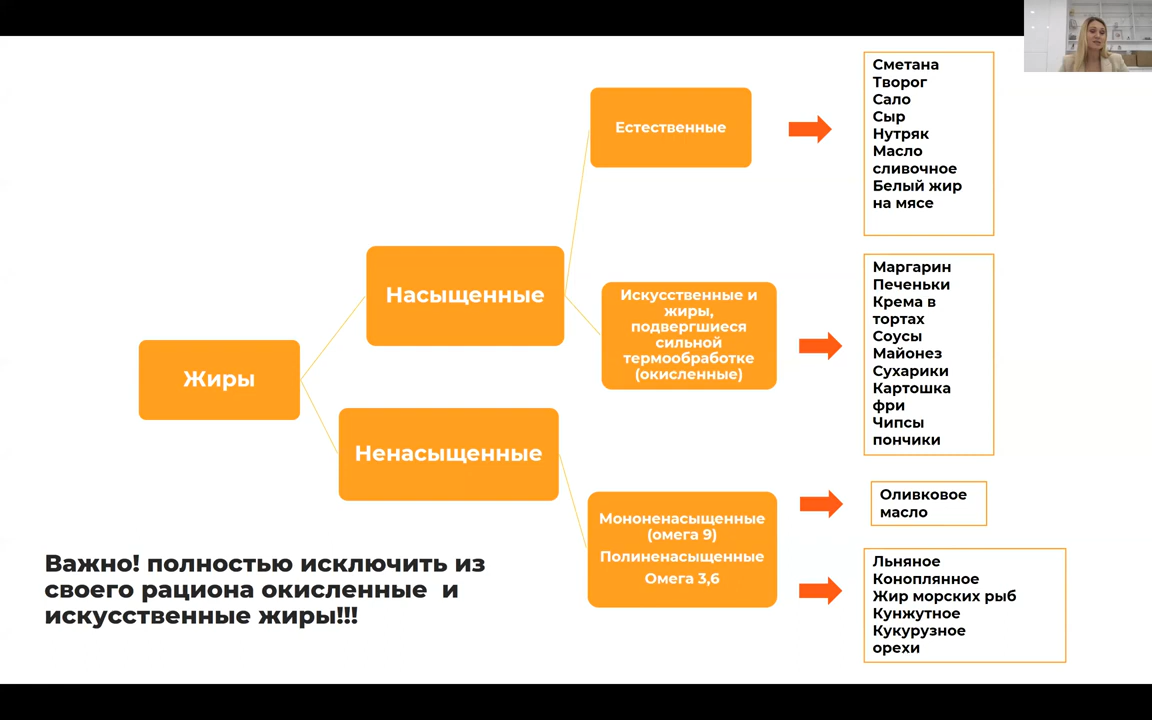 Жиры
Насыщенные
Ненасыщенные
Естественные
Искусственные и
жиры,
подвергшиеся
сильной
термообработке
(окисленные)
Мононенасыщенные
(омега 9)
Полиненасыщенные
Омега 3,6
Сметана
Творог
Сало
Сыр
Нутряк
Масло
сливочное
Белый жир
на мясе
Маргарин
Печеньки
Крема в
тортах
Соусы
Майонез
Сухарики
Картошка
фри
Чипсы
пончики
Оливковое
масло
Льняное
Коноплянное
Жир морских рыб
Кунжутное
Кукурузное
орехи
Важно! полностью исключить из
своего рациона окисленные и
искусственные жиры!!!